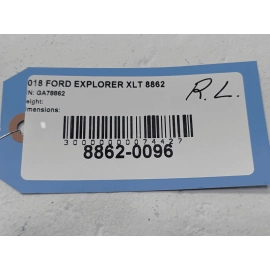 018 FORD EXPLORER XLT 8862
N: GA78862
eight:
imensions:
R.L.
30000000074427
8862-0096